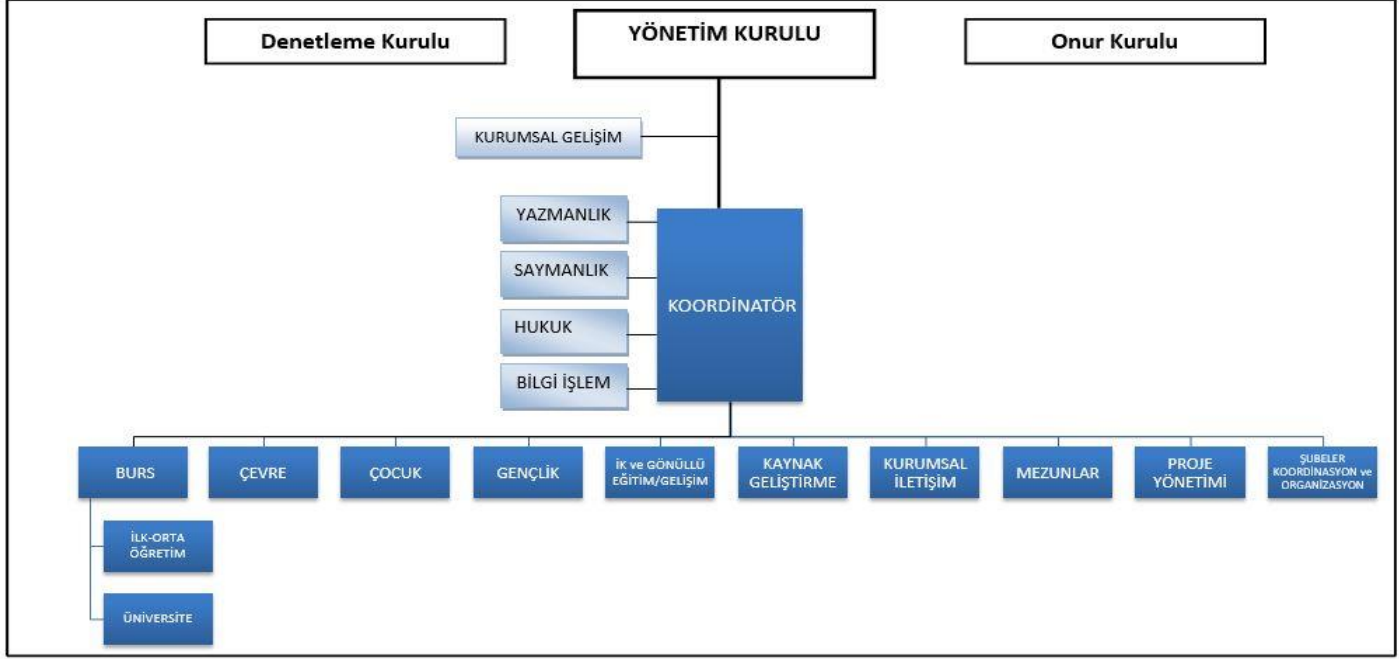 Denetleme Kurulu
YÖNETİM KURULU
Onur Kurulu
KURUMSAL GELİŞİM
YAZMANLIK
SAYMANLIK
HUKUK
BİLGİ İŞLEM
KOORDİNATÖR
BURS
ÇEVRE
ÇOCUK
GENÇLİK
İK ve GÖNÜLLÜ
EĞİTİM/GELİŞİM
KAYNAK
GELİŞTİRME
KURUMSAL
İLETİŞİM
MEZUNLAR
PROJE
YÖNETİMİ
ŞUBELER
KOORDİNASYON ve
ORGANİZASYON
İLK-ORTA
ÖĞRETİM
ÜNİVERSİTE